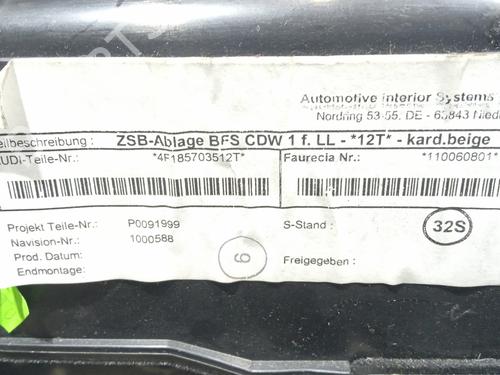 Automotive Interior Systems
Nordring 53-55, DE - 63843 Nied
eilbeschreibung : ZSB-Ablage BFS CDW 1 f. LL - *12T* - kard.beige
UDI-Teile-Nr.: *4F185703512T* Faurecia Nr.: *110060801*
Projekt Teile-Nr.: P0091999 S-Stand : 32S
Navision-Nr.: 1000588
Prod. Datum: 6 Freigegeben :
Endmontage: